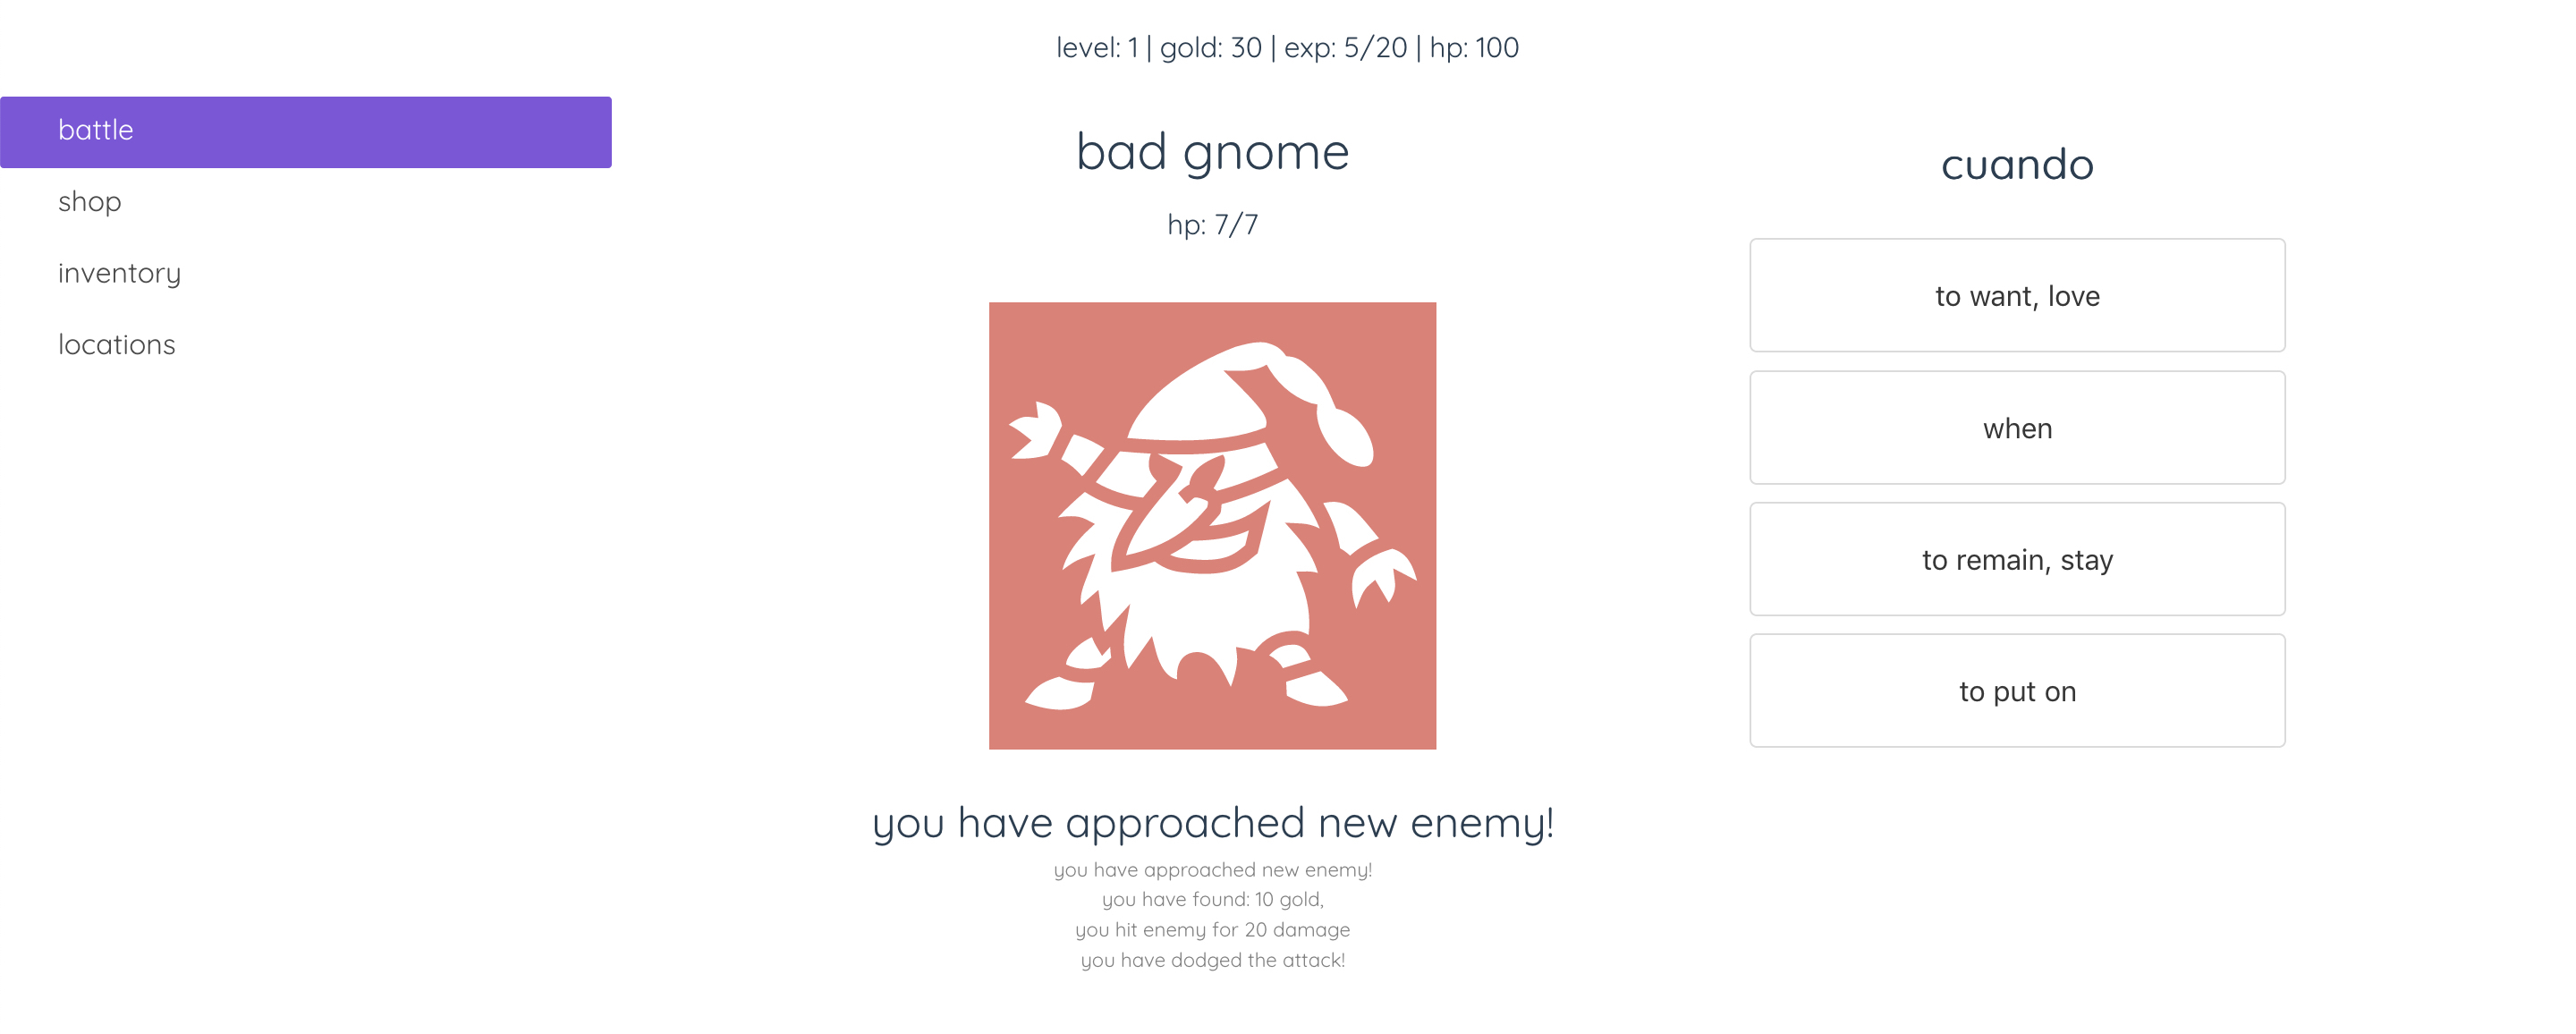 level: 1 | gold: 30 | exp: 5/20 | hp: 100
battle
shop
inventory
locations
bad gnome
hp: 7/7
you have approached new enemy!
you have approached new enemy!
you have found: 10 gold,
you hit enemy for 20 damage
you have dodged the attack!
cuando
to want, love
when
to remain, stay
to put on